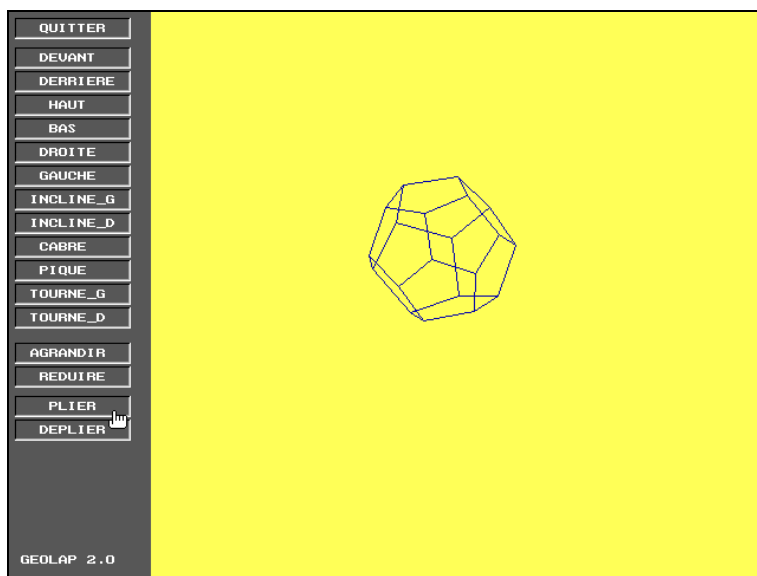 QUITTER
DEVANT
DERRIERE
HAUT
BAS
DROITE
GAUCHE
INCLINE_G
INCLINE_D
CABRE
PIQUE
TOURNE_G
TOURNE_D
AGRANDIR
REDUIRE
PLIER
DEPLIER
GEOLAP 2.0